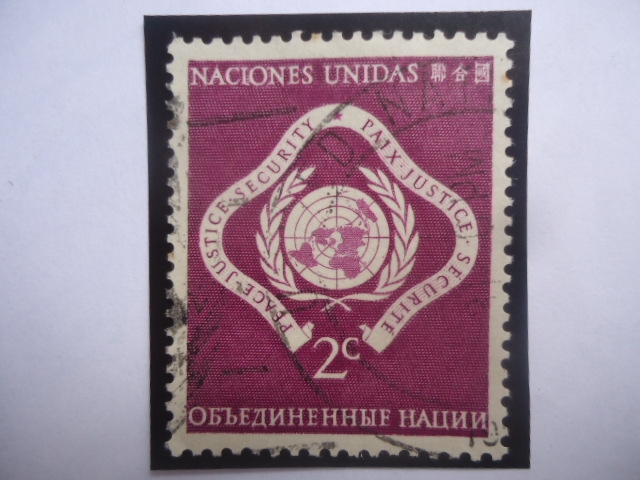 NACIONES UNIDAS 聯合國
PEACE·JUSTICE·SECURITY
PAIX·JUSTICE·SECURITE
2c
ОБЪЕДИНЕННЫЕ НАЦИИ